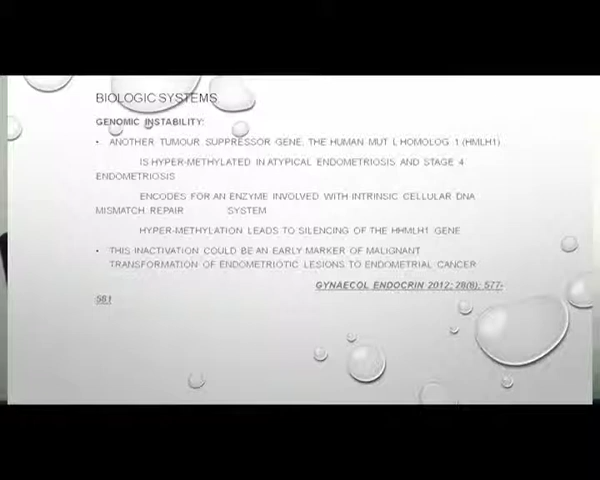 BIOLOGIC SYSTEMS
GENOMIC INSTABILITY:
• ANOTHER TUMOUR SUPPRESSOR GENE, THE HUMAN MUT L HOMOLOG 1 (HMLH1)
IS HYPER-METHYLATED IN ATYPICAL ENDOMETRIOSIS AND STAGE 4
ENDOMETRIOSIS
ENCODES FOR AN ENZYME INVOLVED WITH INTRINSIC CELLULAR DNA
MISMATCH REPAIR SYSTEM
HYPER-METHYLATION LEADS TO SILENCING OF THE HHMLH1 GENE
• THIS INACTIVATION COULD BE AN EARLY MARKER OF MALIGNANT
TRANSFORMATION OF ENDOMETRIOTIC LESIONS TO ENDOMETRIAL CANCER
GYNAECOL ENDOCRIN 2012; 28(8); 577-
581